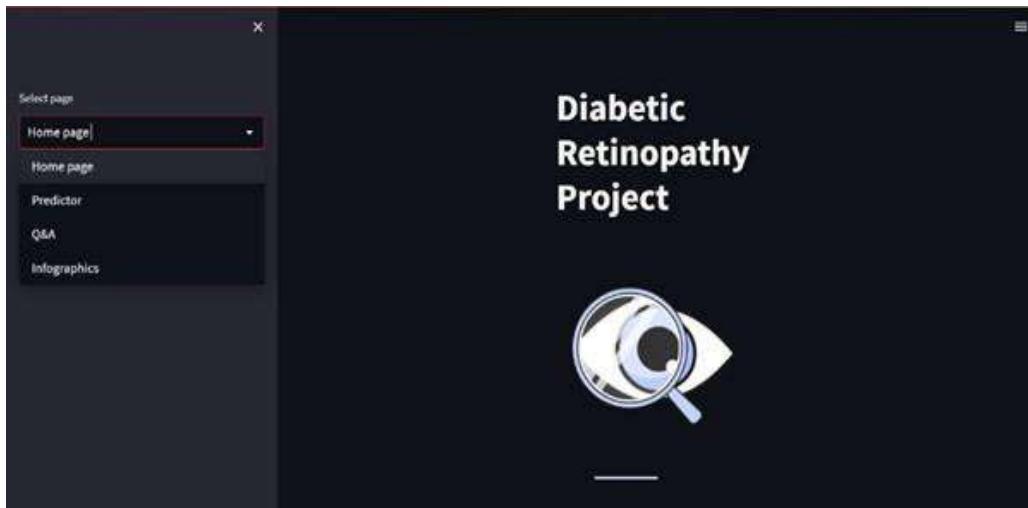 Select page
Home page
Home page
Predictor
Q&A
Infographics
Diabetic
Retinopathy
Project